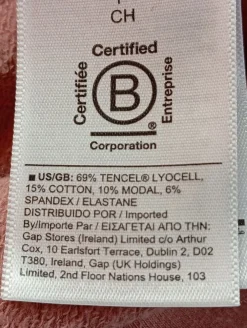 CH
Certified
Certifiée
B
®
Entreprise
Corporation
■ US/GB: 69% TENCEL® LYOCELL,
15% COTTON, 10% MODAL, 6%
SPANDEX / ELASTANE
DISTRIBUIDO POR / Imported
By/Importe Par / ΕΙΣΑΓΕΤΑΙ ΑΠΟ ΤΗΝ:
Gap Stores (Ireland) Limited c/o Arthur
Cox, 10 Earlsfort Terrace, Dublin 2, D02
T380, Ireland, Gap (UK Holdings)
Limited, 2nd Floor Nations House, 103